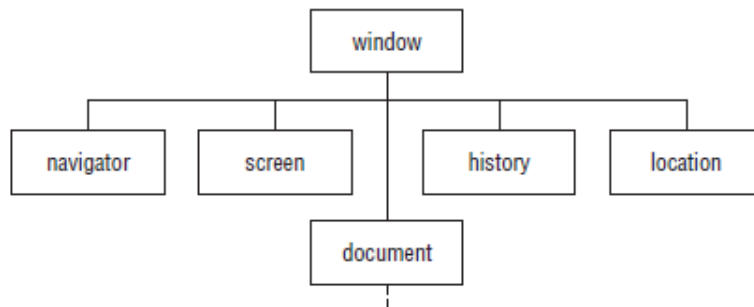 window
navigator
screen
history
location
document